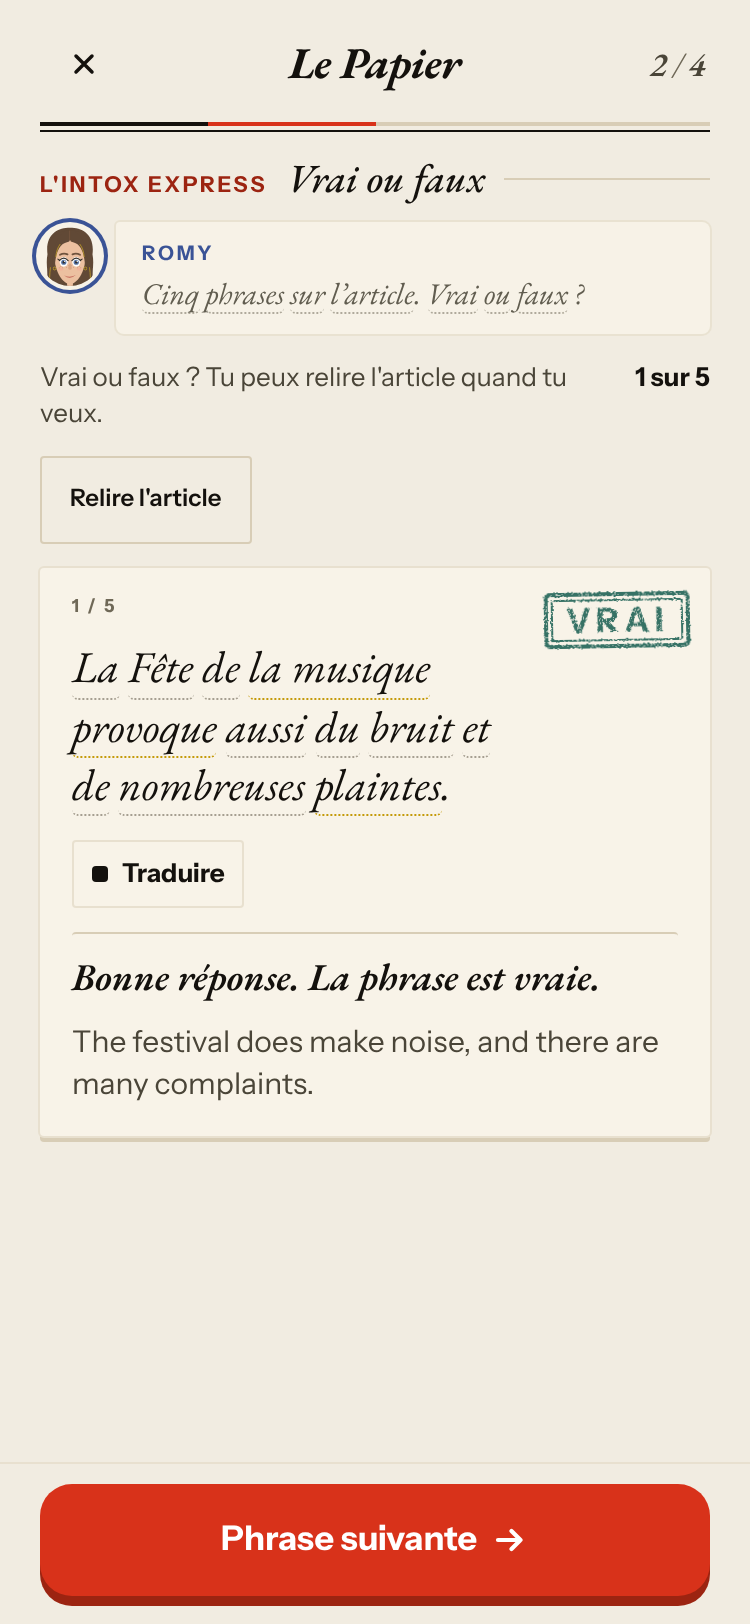 Le Papier
2 / 4
L'INTOX EXPRESS Vrai ou faux
ROMY
Cinq phrases sur l’article. Vrai ou faux ?
Vrai ou faux ? Tu peux relire l'article quand tu
veux.
1 sur 5
Relire l'article
1 / 5
VRAI
La Fête de la musique
provoque aussi du bruit et
de nombreuses plaintes.
Traduire
Bonne réponse. La phrase est vraie.
The festival does make noise, and there are
many complaints.
Phrase suivante →